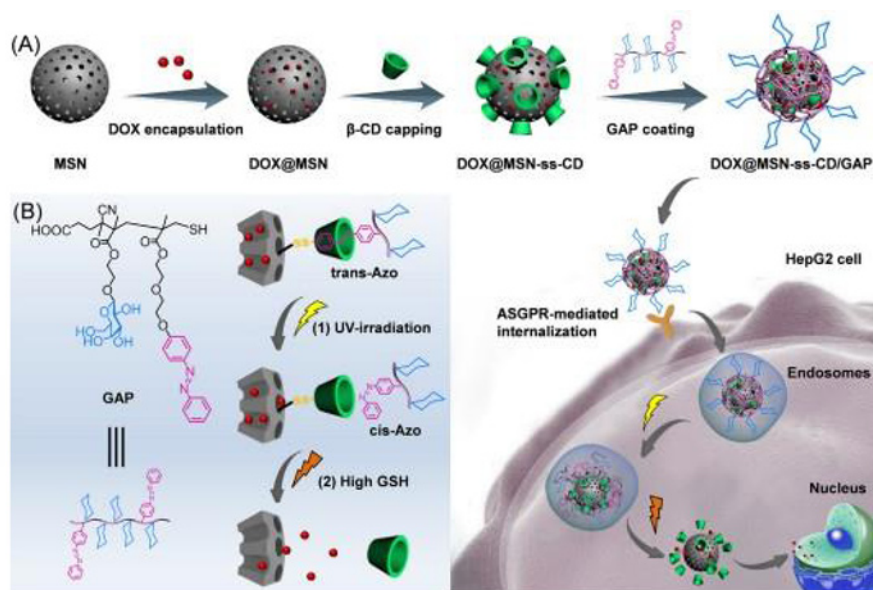 (A)
DOX encapsulation
β-CD capping
GAP coating
MSN
DOX@MSN
DOX@MSN-ss-CD
DOX@MSN-ss-CD/GAP
(B)
HOOC
CN
SH
O
O
O
O
O
O
O
O
HO
OH
HO
OH
N
N
GAP
SS
trans-Azo
(1) UV-irradiation
SS
cis-Azo
(2) High GSH
HepG2 cell
ASGPR-mediated
internalization
Endosomes
Nucleus